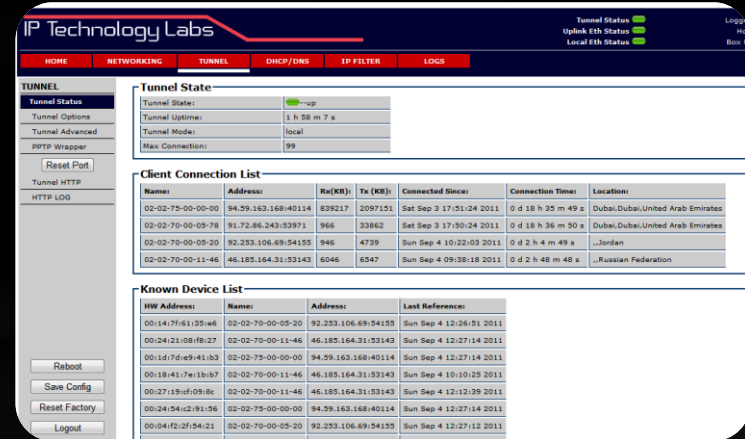 IP Technology Labs
Tunnel Status
Uplink Eth Status
Local Eth Status
Logge
Ho
Box
HOME NETWORKING TUNNEL DHCP/DNS IP FILTER LOGS
TUNNEL
Tunnel Status
Tunnel Options
Tunnel Advanced
PPTP Wrapper
Reset Port
Tunnel HTTP
HTTP LOG
Reboot
Save Config
Reset Factory
Logout
Tunnel State
Tunnel State: --up
Tunnel Uptime: 1 h 58 m 7 s
Tunnel Mode: local
Max Connection: 99
Client Connection List
Name: Address: Rx(KB): Tx (KB): Connected Since: Connection Time: Location:
02-02-75-00-00-00 94.59.163.168:40114 839217 2097151 Sat Sep 3 17:51:24 2011 0 d 18 h 35 m 49 s Dubai,Dubai,United Arab Emirates
02-02-70-00-05-78 91.72.86.243:53971 966 33862 Sat Sep 3 17:50:24 2011 0 d 18 h 36 m 50 s Dubai,Dubai,United Arab Emirates
02-02-70-00-05-20 92.253.106.69:54155 946 4739 Sun Sep 4 10:22:03 2011 0 d 2 h 4 m 49 s ,,Jordan
02-02-70-00-11-46 46.185.164.31:53143 6046 6547 Sun Sep 4 09:38:18 2011 0 d 2 h 48 m 48 s ,,Russian Federation
Known Device List
HW Address: Name: Address: Last Reference:
00:14:7f:61:35:e6 02-02-70-00-05-20 92.253.106.69:54155 Sun Sep 4 12:26:51 2011
00:24:21:08:f8:27 02-02-70-00-11-46 46.185.164.31:53143 Sun Sep 4 12:27:14 2011
00:1d:7d:e9:41:b3 02-02-75-00-00-00 94.59.163.168:40114 Sun Sep 4 12:27:14 2011
00:18:41:7e:1b:b7 02-02-70-00-11-46 46.185.164.31:53143 Sun Sep 4 10:10:25 2011
00:27:19:cf:09:8c 02-02-70-00-11-46 46.185.164.31:53143 Sun Sep 4 12:12:39 2011
00:24:54:c2:91:56 02-02-75-00-00-00 94.59.163.168:40114 Sun Sep 4 12:27:14 2011
00:04:f2:2f:54:21 02-02-70-00-05-20 92.253.106.69:54155 Sun Sep 4 12:27:12 2011